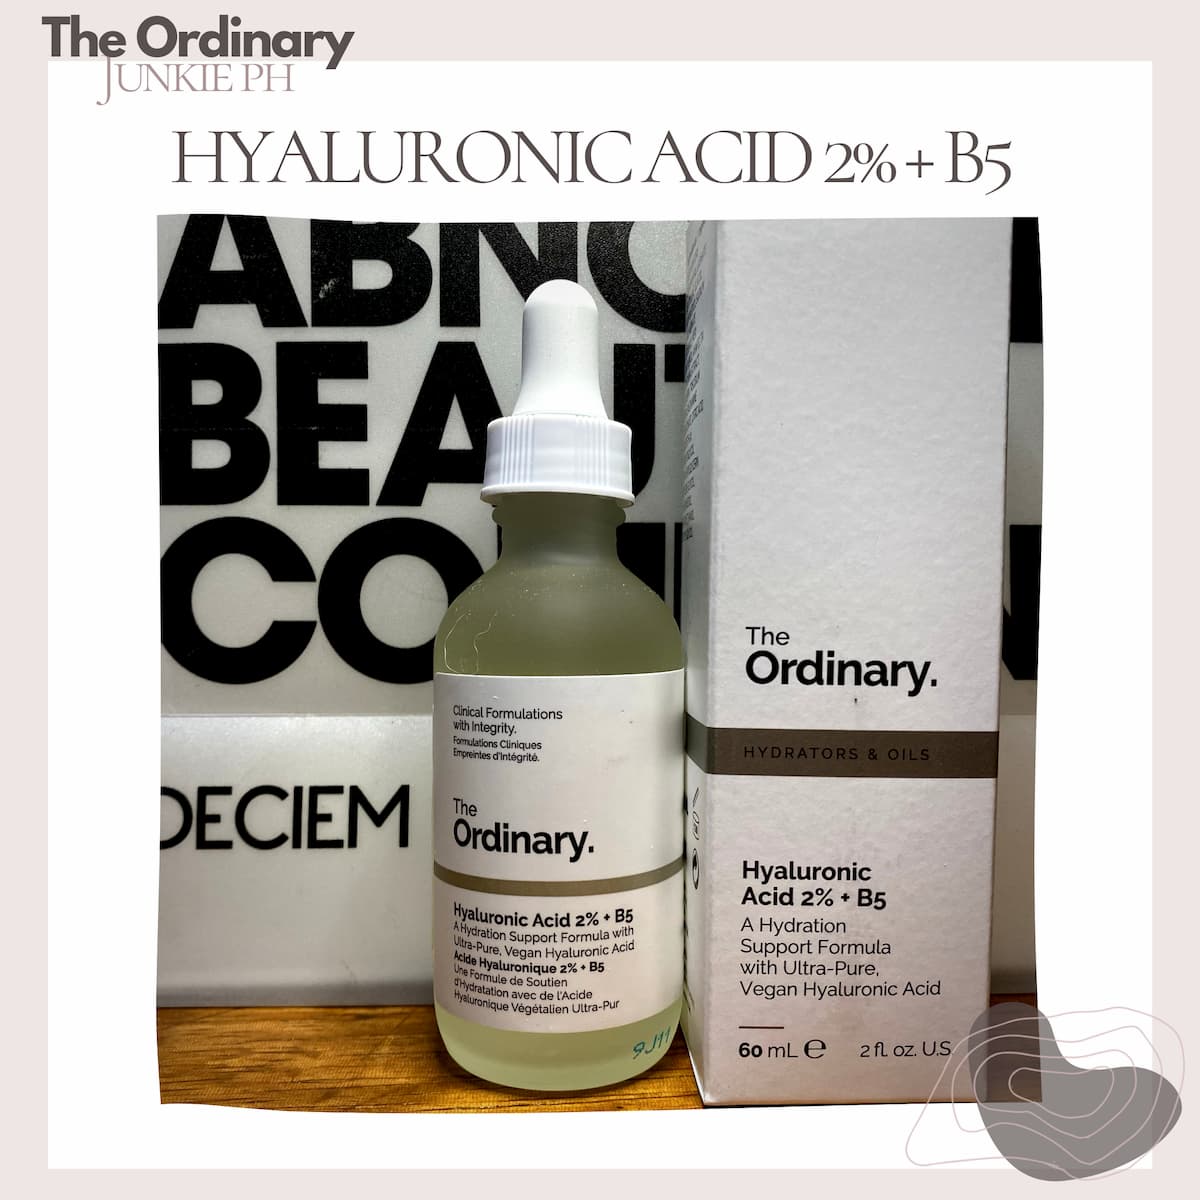 The Ordinary
JUNKIE PH
HYALURONIC ACID 2% + B5
ABNO
BEAUT
CO
DECIEM
Clinical Formulations
with Integrity.
Formulations Cliniques
Empreintes d'Intégrité.
The
Ordinary.
Hyaluronic Acid 2% + B5
A Hydration Support Formula with
Ultra-Pure, Vegan Hyaluronic Acid
Acide Hyaluronique 2% + B5
Une Formule de Soutien
d'Hydratation avec de l'Acide
Hyaluronique Végétalien Ultra-Pur
9J11
The
Ordinary.
HYDRATORS & OILS
Hyaluronic
Acid 2% + B5
A Hydration
Support Formula
with Ultra-Pure,
Vegan Hyaluronic Acid
60 mL ℮ 2 fl. oz. U.S.